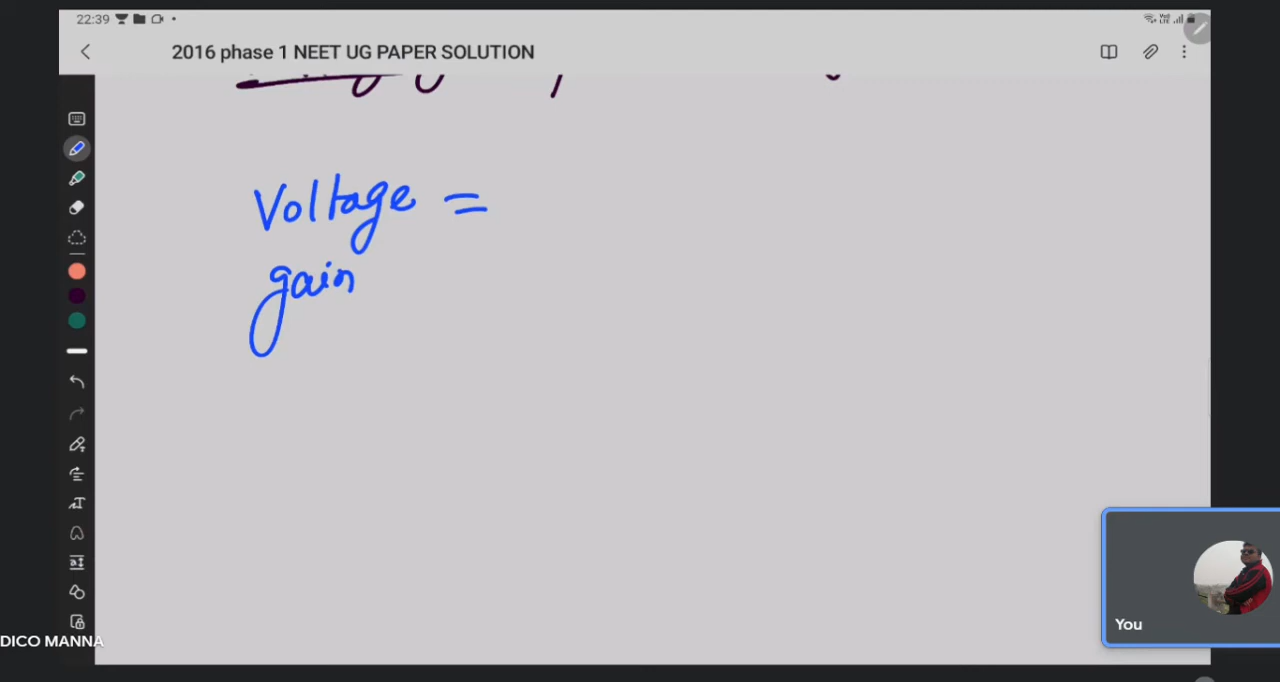 22:39
2016 phase 1 NEET UG PAPER SOLUTION
Voltage =
gain
You
DICO MANNA